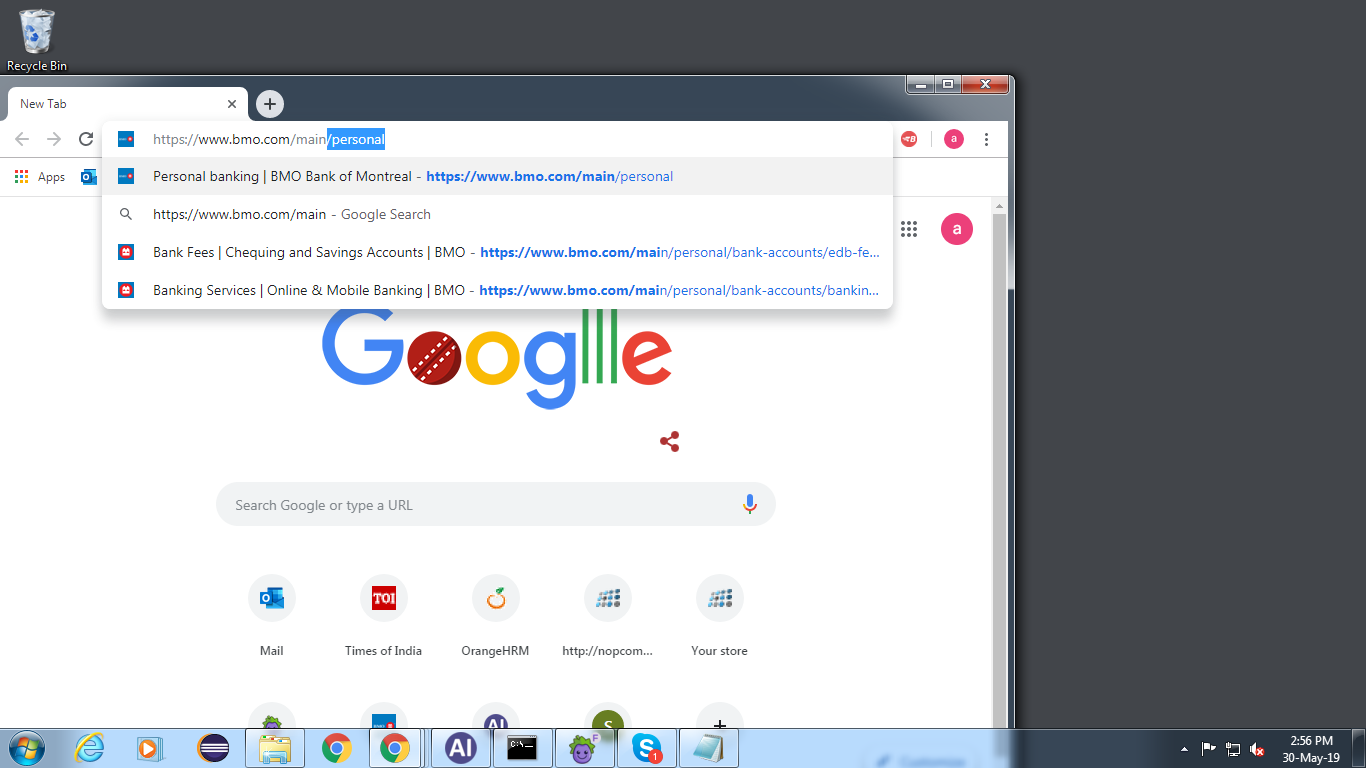 Recycle Bin
New Tab
https://www.bmo.com/main/personal
a
Apps
Personal banking | BMO Bank of Montreal - https://www.bmo.com/main/personal
https://www.bmo.com/main - Google Search
Bank Fees | Chequing and Savings Accounts | BMO - https://www.bmo.com/main/personal/bank-accounts/edb-fe...
Banking Services | Online & Mobile Banking | BMO - https://www.bmo.com/main/personal/bank-accounts/bankin...
a
Googllle
Search Google or type a URL
TOI
Mail
Times of India
OrangeHRM
http://nopcom...
Your store
AI
S
Customize
AI
C:\_
F
S
1
2:56 PM
30-May-19